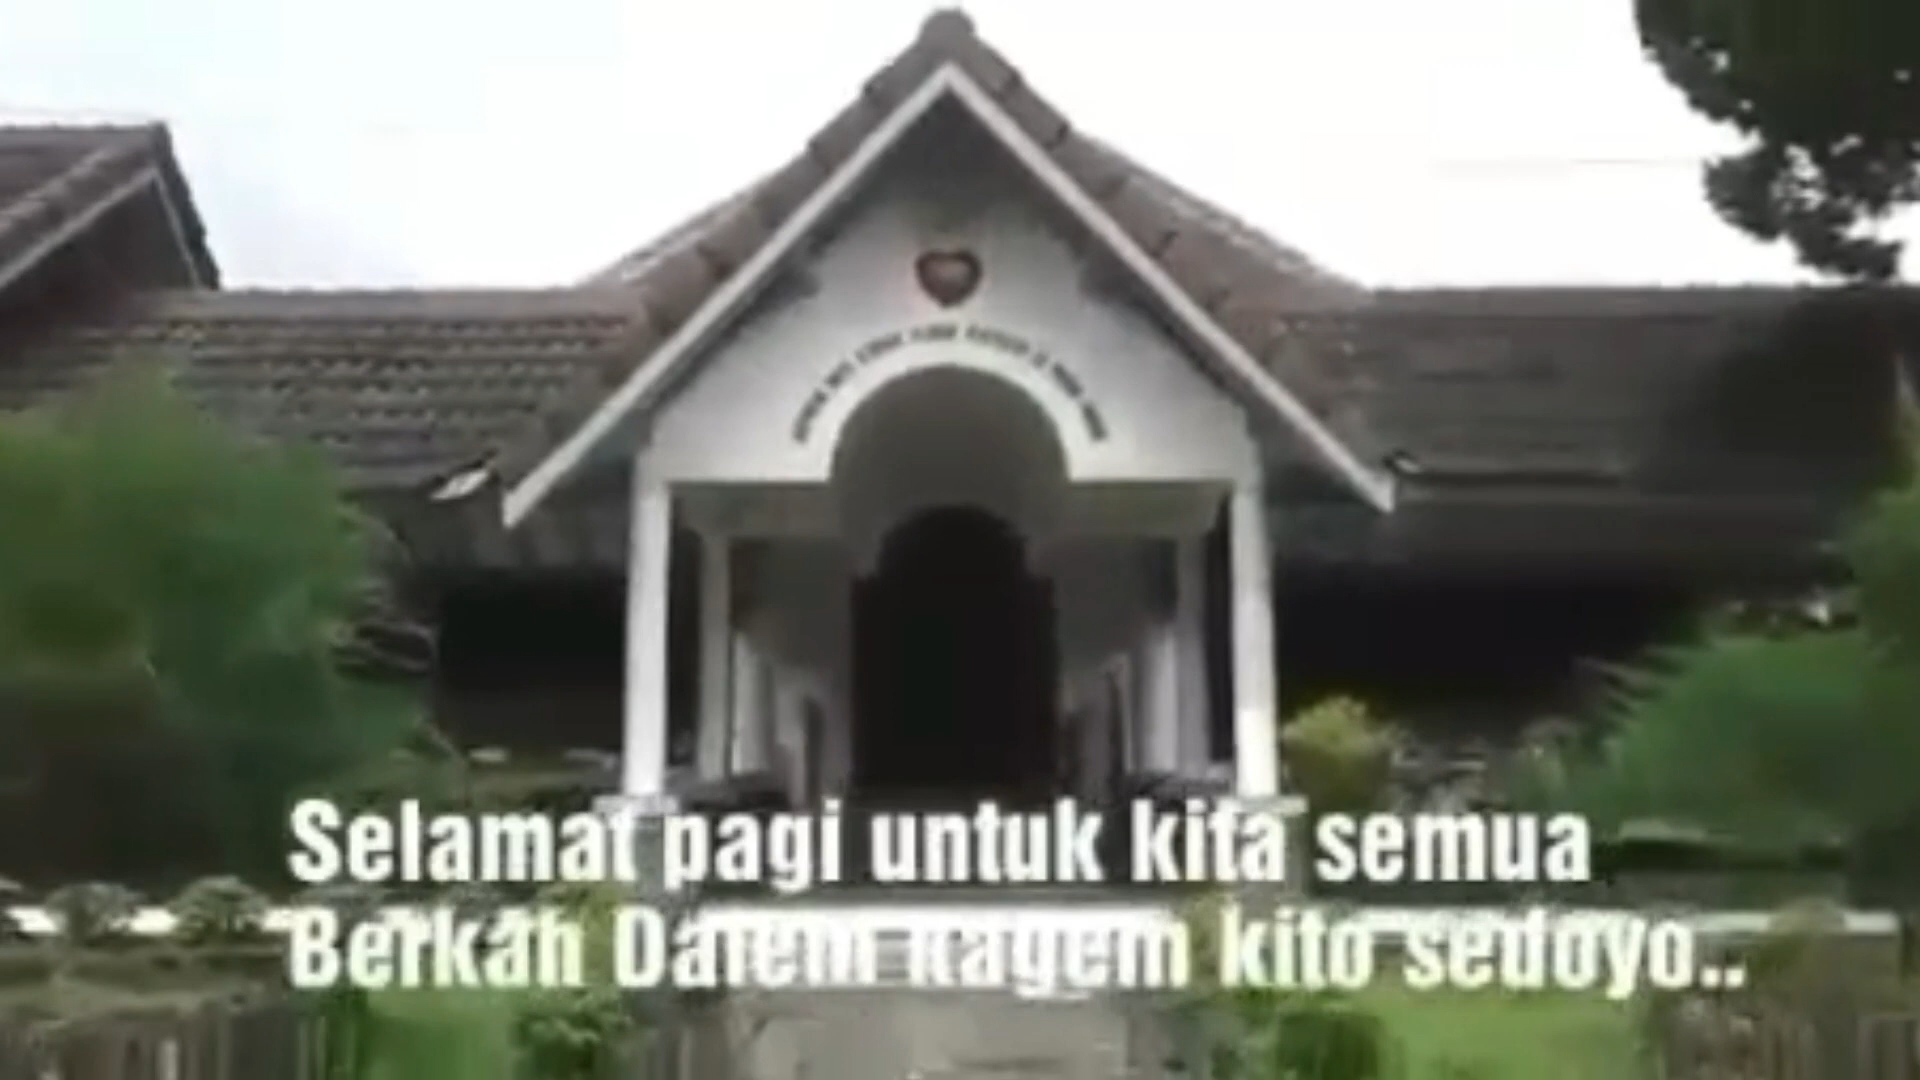 Selamat pagi untuk kita semua
Berkah Dalem kagem kito sedoyo..